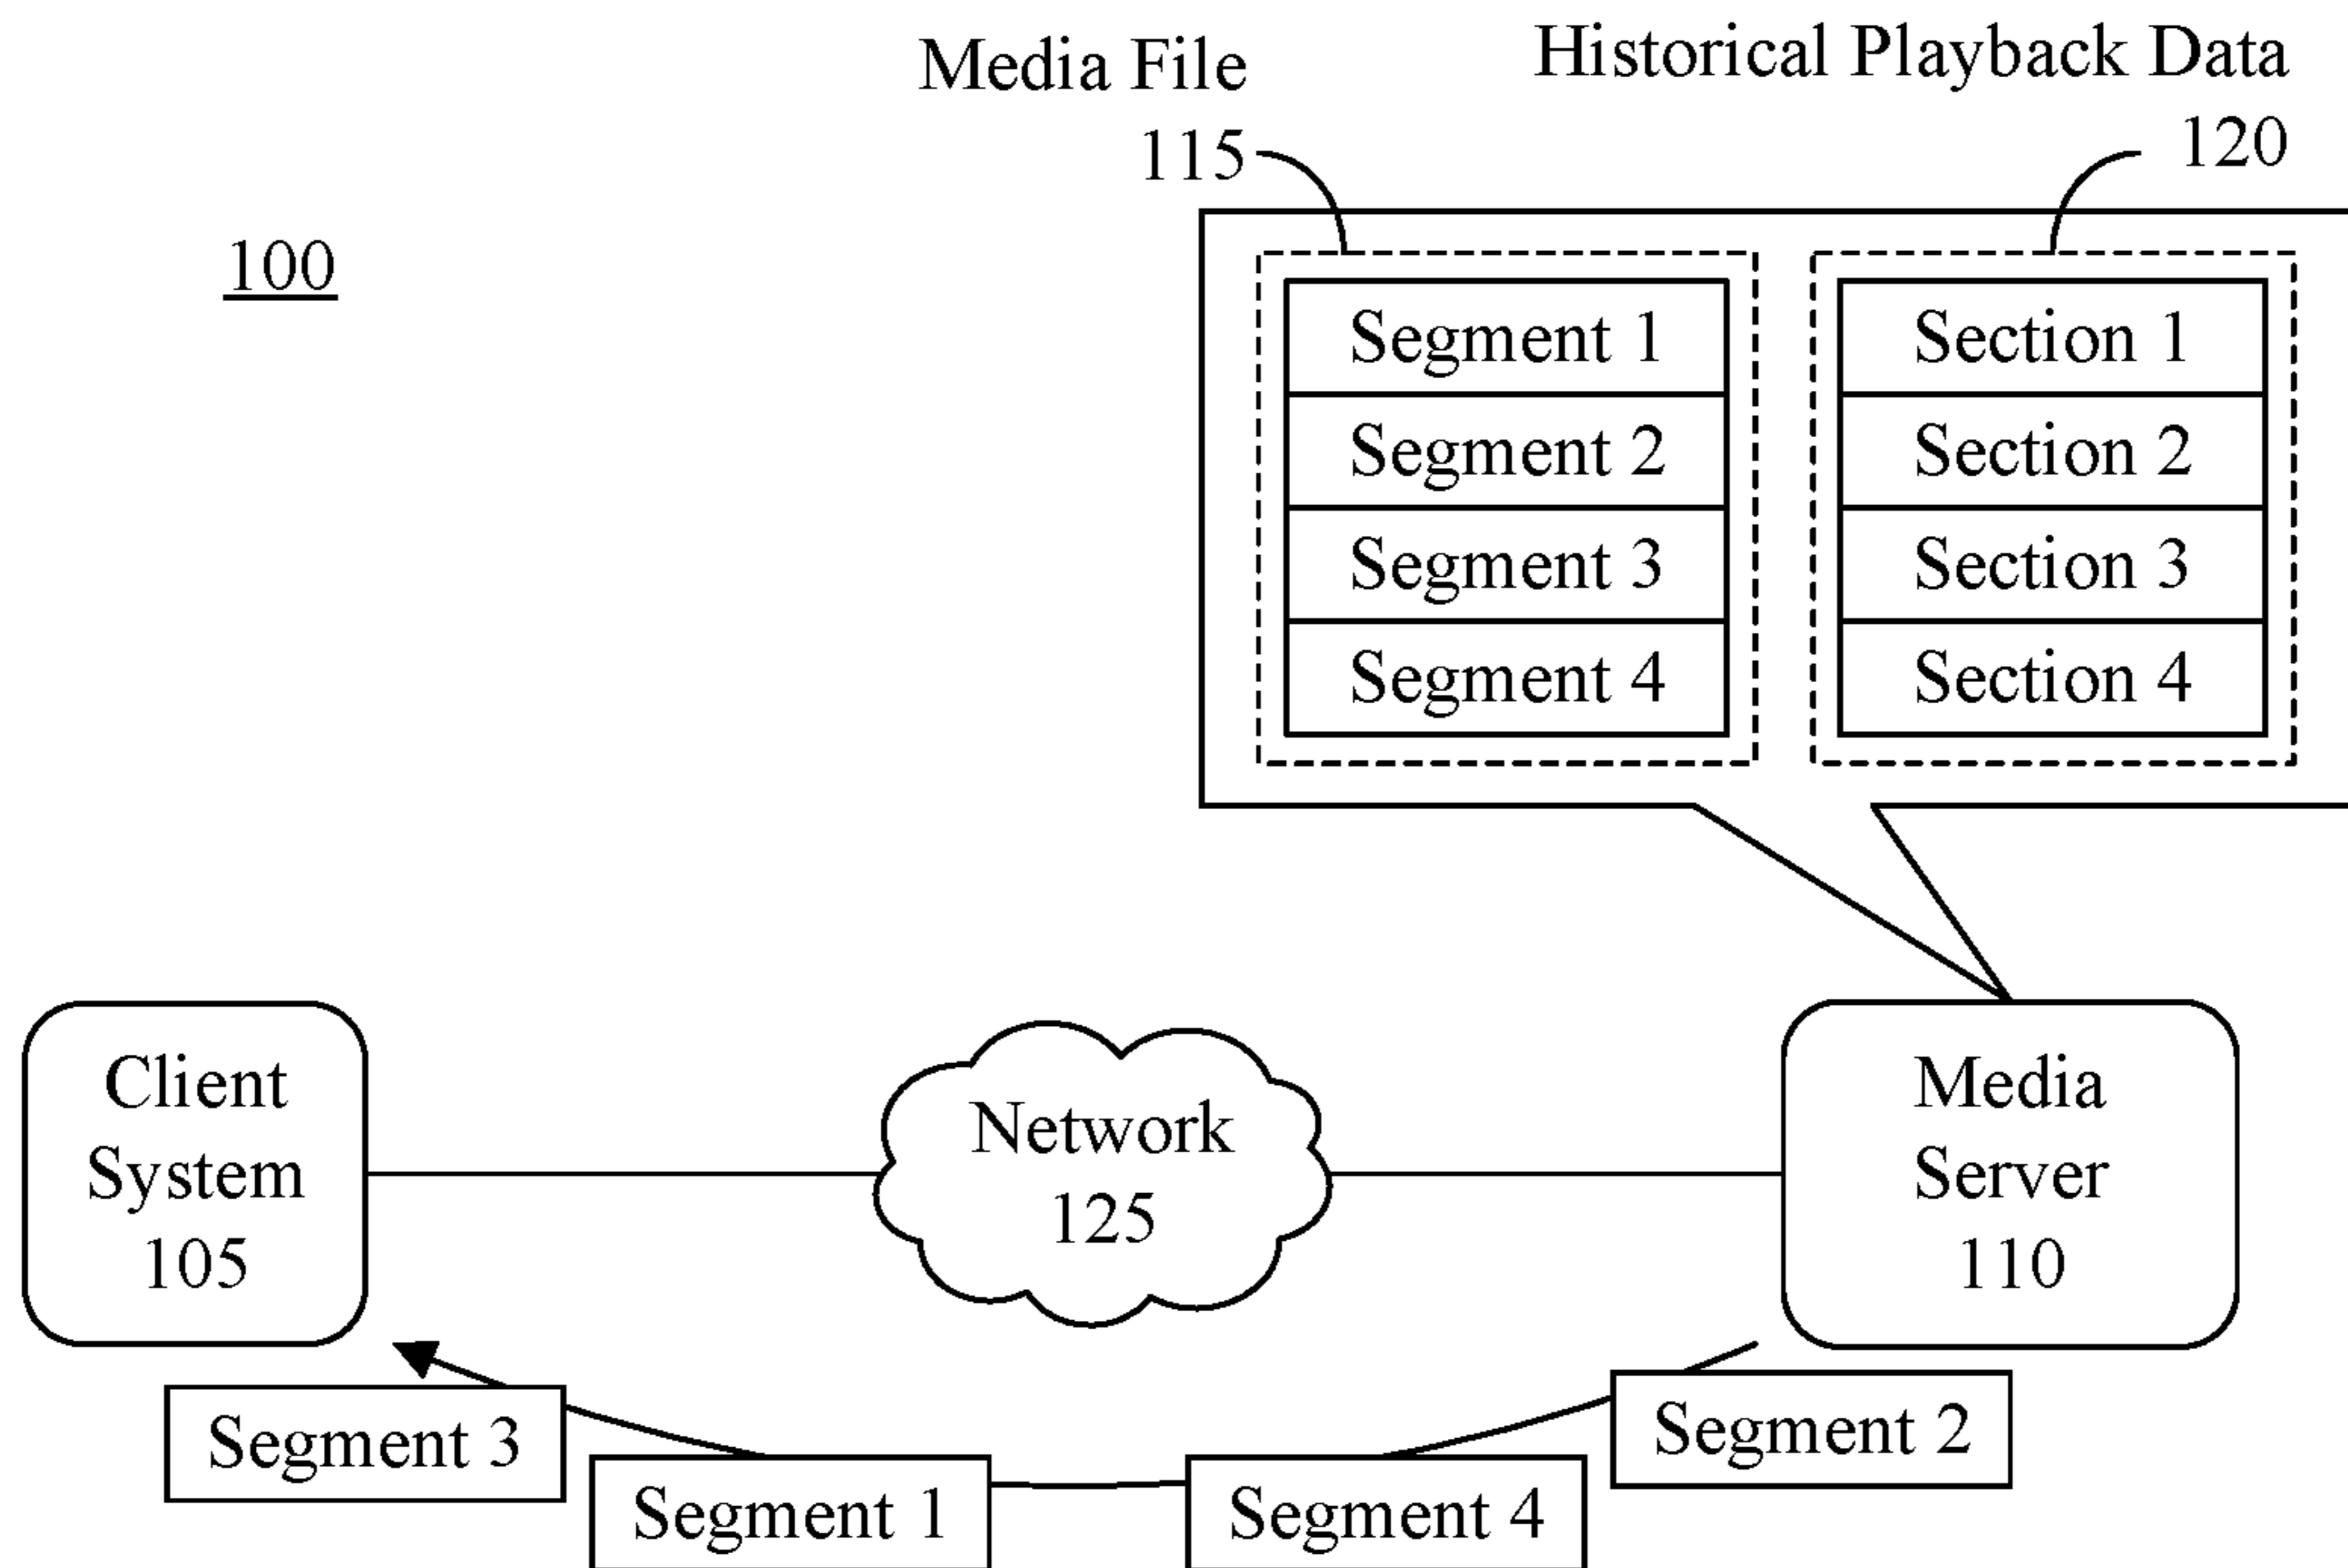 Media File
115
Historical Playback Data
120
100
Segment 1
Segment 2
Segment 3
Segment 4
Section 1
Section 2
Section 3
Section 4
Client
System
105
Network
125
Media
Server
110
Segment 3
Segment 1
Segment 4
Segment 2